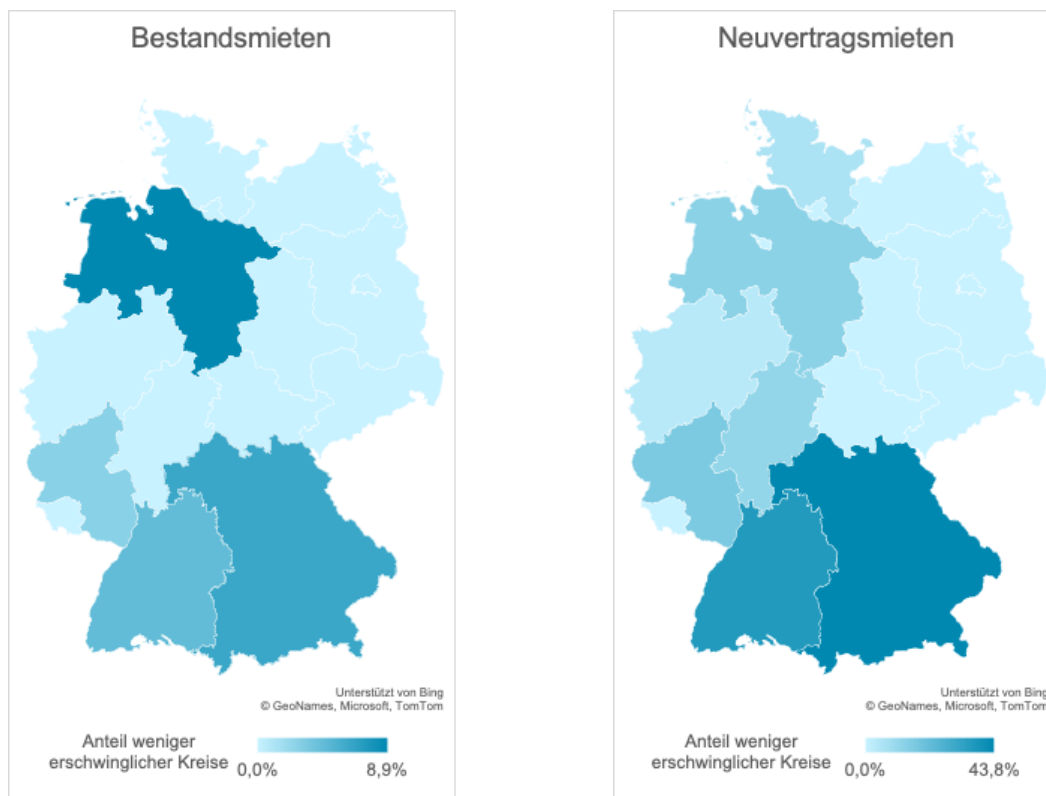 Bestandsmieten
Unterstützt von Bing
© GeoNames, Microsoft, TomTom
Anteil weniger
erschwinglicher Kreise
0,0%
8,9%
Neuvertragsmieten
Unterstützt von Bing
© GeoNames, Microsoft, TomTom
Anteil weniger
erschwinglicher Kreise
0,0%
43,8%